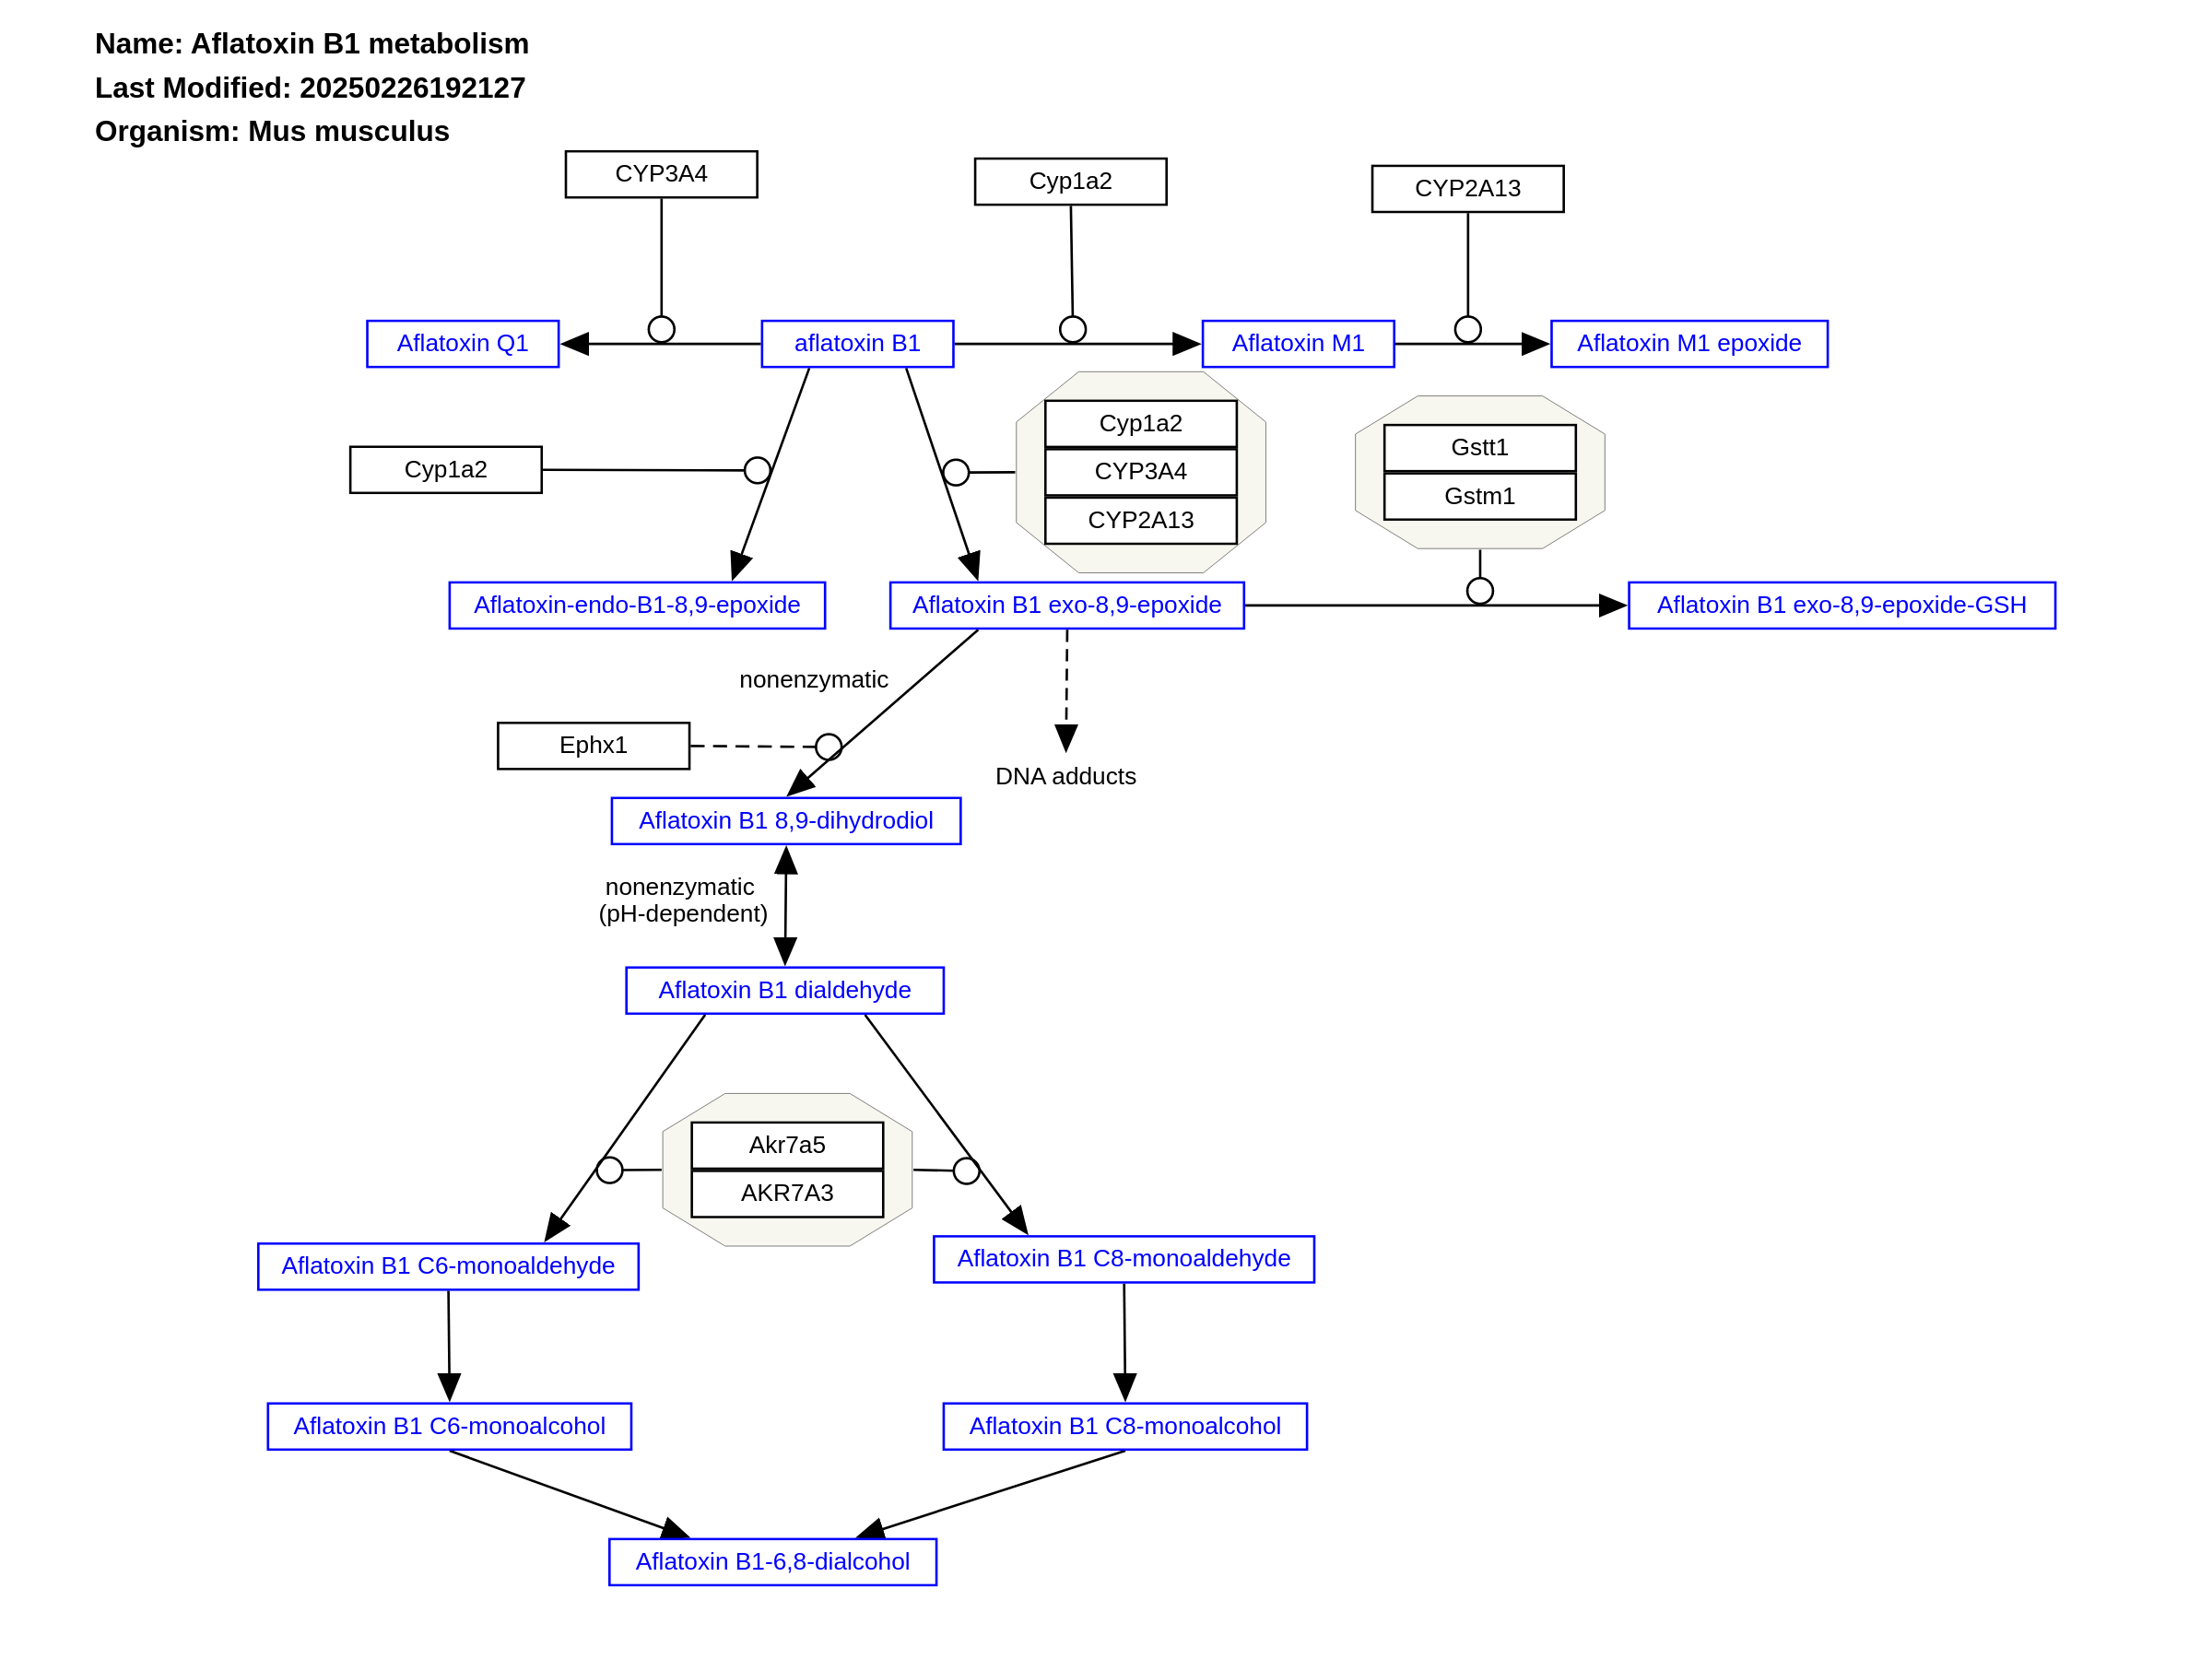 Name: Aflatoxin B1 metabolism
Last Modified: 20250226192127
Organism: Mus musculus
CYP3A4
Cyp1a2
CYP2A13
Aflatoxin Q1
aflatoxin B1
Aflatoxin M1
Aflatoxin M1 epoxide
Cyp1a2
Cyp1a2
CYP3A4
CYP2A13
Gstt1
Gstm1
Aflatoxin-endo-B1-8,9-epoxide
Aflatoxin B1 exo-8,9-epoxide
Aflatoxin B1 exo-8,9-epoxide-GSH
nonenzymatic
Ephx1
DNA adducts
Aflatoxin B1 8,9-dihydrodiol
nonenzymatic
(pH-dependent)
Aflatoxin B1 dialdehyde
Akr7a5
AKR7A3
Aflatoxin B1 C6-monoaldehyde
Aflatoxin B1 C8-monoaldehyde
Aflatoxin B1 C6-monoalcohol
Aflatoxin B1 C8-monoalcohol
Aflatoxin B1-6,8-dialcohol